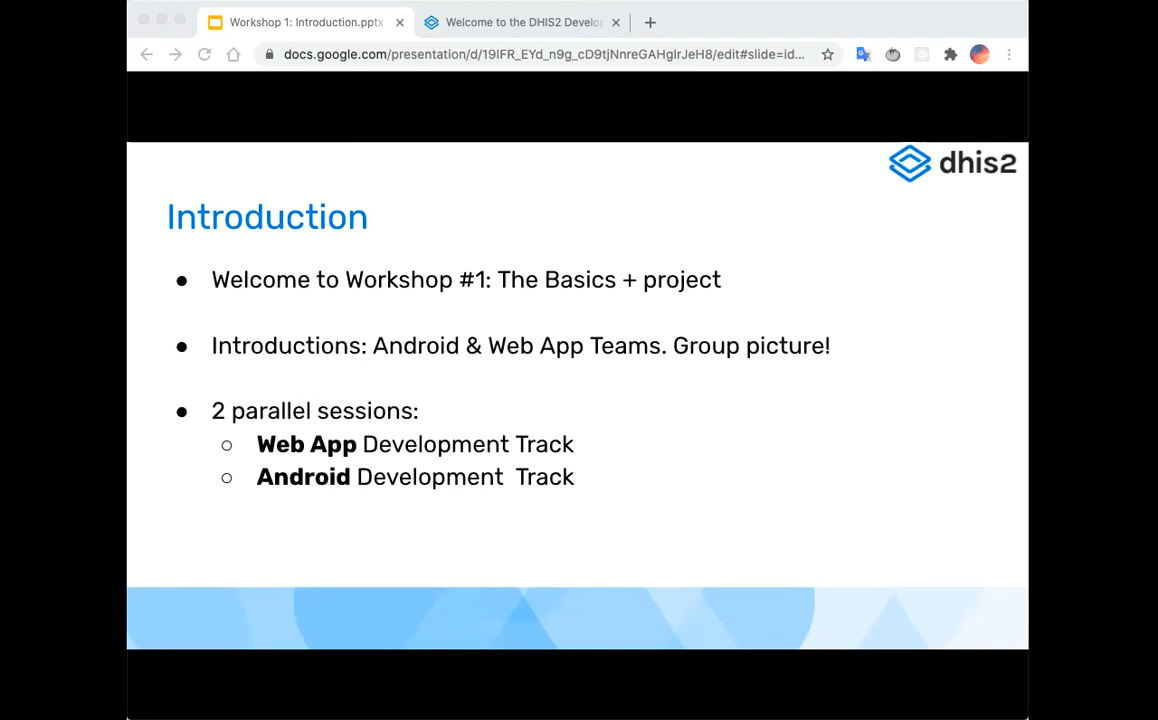 Workshop 1: Introduction.pptx
Welcome to the DHIS2 Develo
docs.google.com/presentation/d/19IFR_EYd_n9g_cD9tjNnreGAHgIrJeH8/edit#slide=id...
dhis2
Introduction
● Welcome to Workshop #1: The Basics + project
● Introductions: Android & Web App Teams. Group picture!
● 2 parallel sessions:
○ Web App Development Track
○ Android Development Track